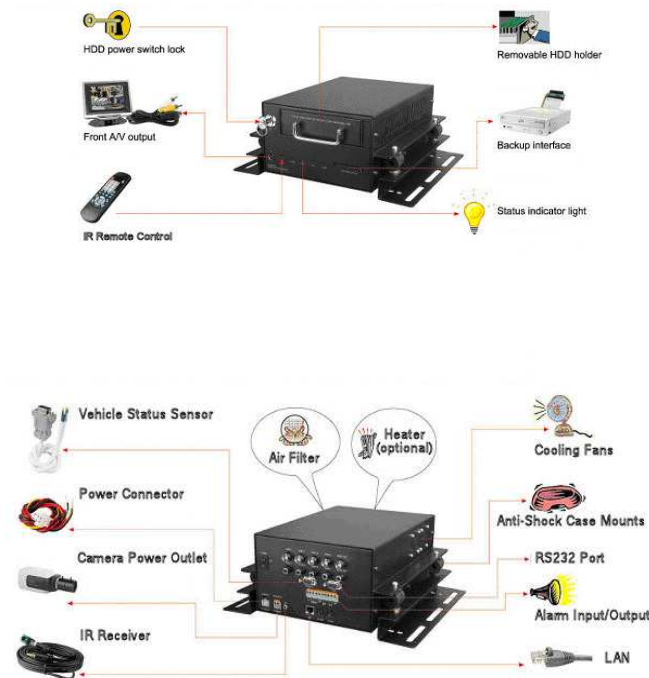 HDD power switch lock
Removable HDD holder
Front A/V output
Backup interface
IR Remote Control
Status indicator light
Vehicle Status Sensor
Air Filter
Heater
(optional)
Cooling Fans
Power Connector
Anti-Shock Case Mounts
Camera Power Outlet
RS232 Port
Alarm Input/Output
IR Receiver
LAN